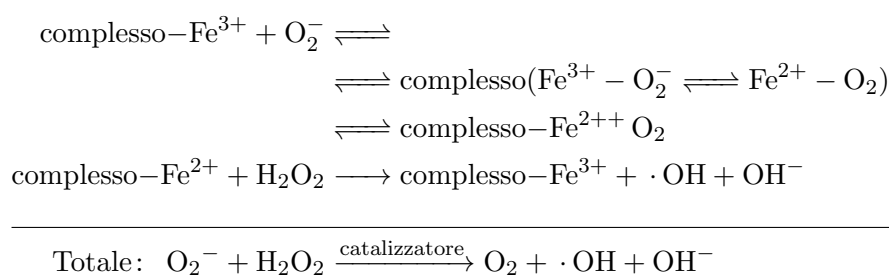 complesso−Fe³⁺ + O₂⁻ ⇌
⇌ complesso(Fe³⁺ − O₂⁻ ⇌ Fe²⁺ − O₂)
⇌ complesso−Fe²⁺⁺ O₂
complesso−Fe²⁺ + H₂O₂ ⟶ complesso−Fe³⁺ + ·OH + OH⁻
Totale: O₂⁻ + H₂O₂ catalizzatore⟶ O₂ + ·OH + OH⁻